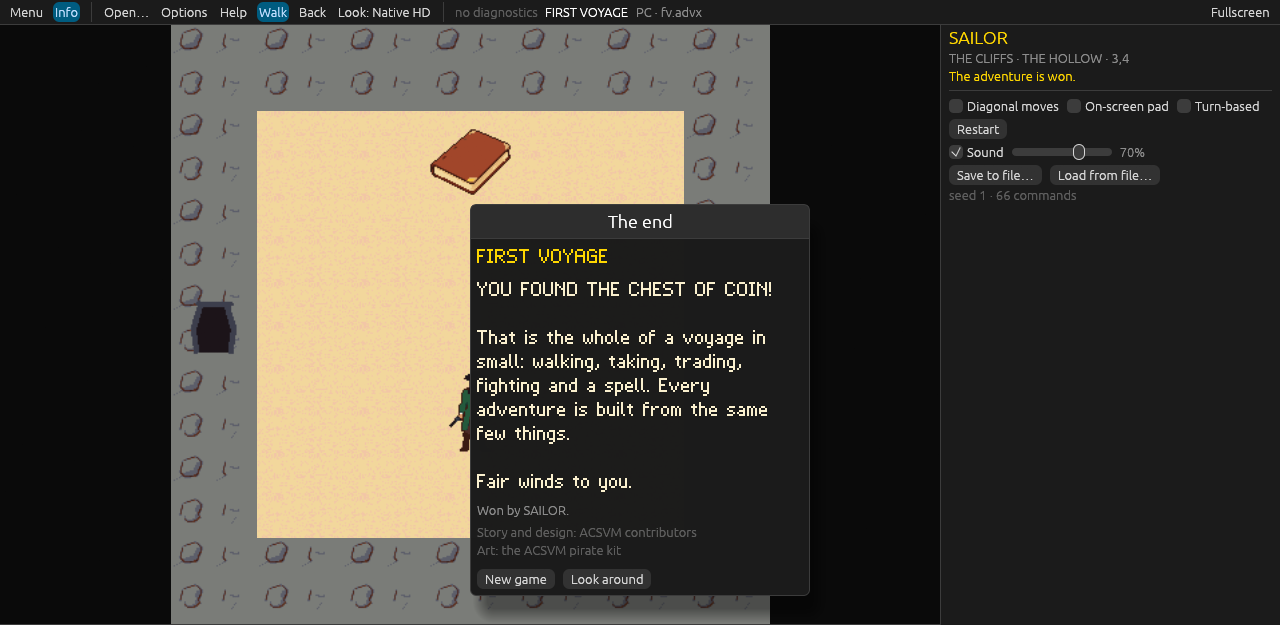 Menu Info Open... Options Help Walk Back Look: Native HD no diagnostics FIRST VOYAGE PC · fv.advx Fullscreen
SAILOR
THE CLIFFS · THE HOLLOW · 3,4
The adventure is won.
Diagonal moves On-screen pad Turn-based
Restart
Sound 70%
Save to file... Load from file...
seed 1 · 66 commands
The end
FIRST VOYAGE
YOU FOUND THE CHEST OF COIN!
That is the whole of a voyage in
small: walking, taking, trading,
fighting and a spell. Every
adventure is built from the same
few things.
Fair winds to you.
Won by SAILOR.
Story and design: ACSVM contributors
Art: the ACSVM pirate kit
New game Look around